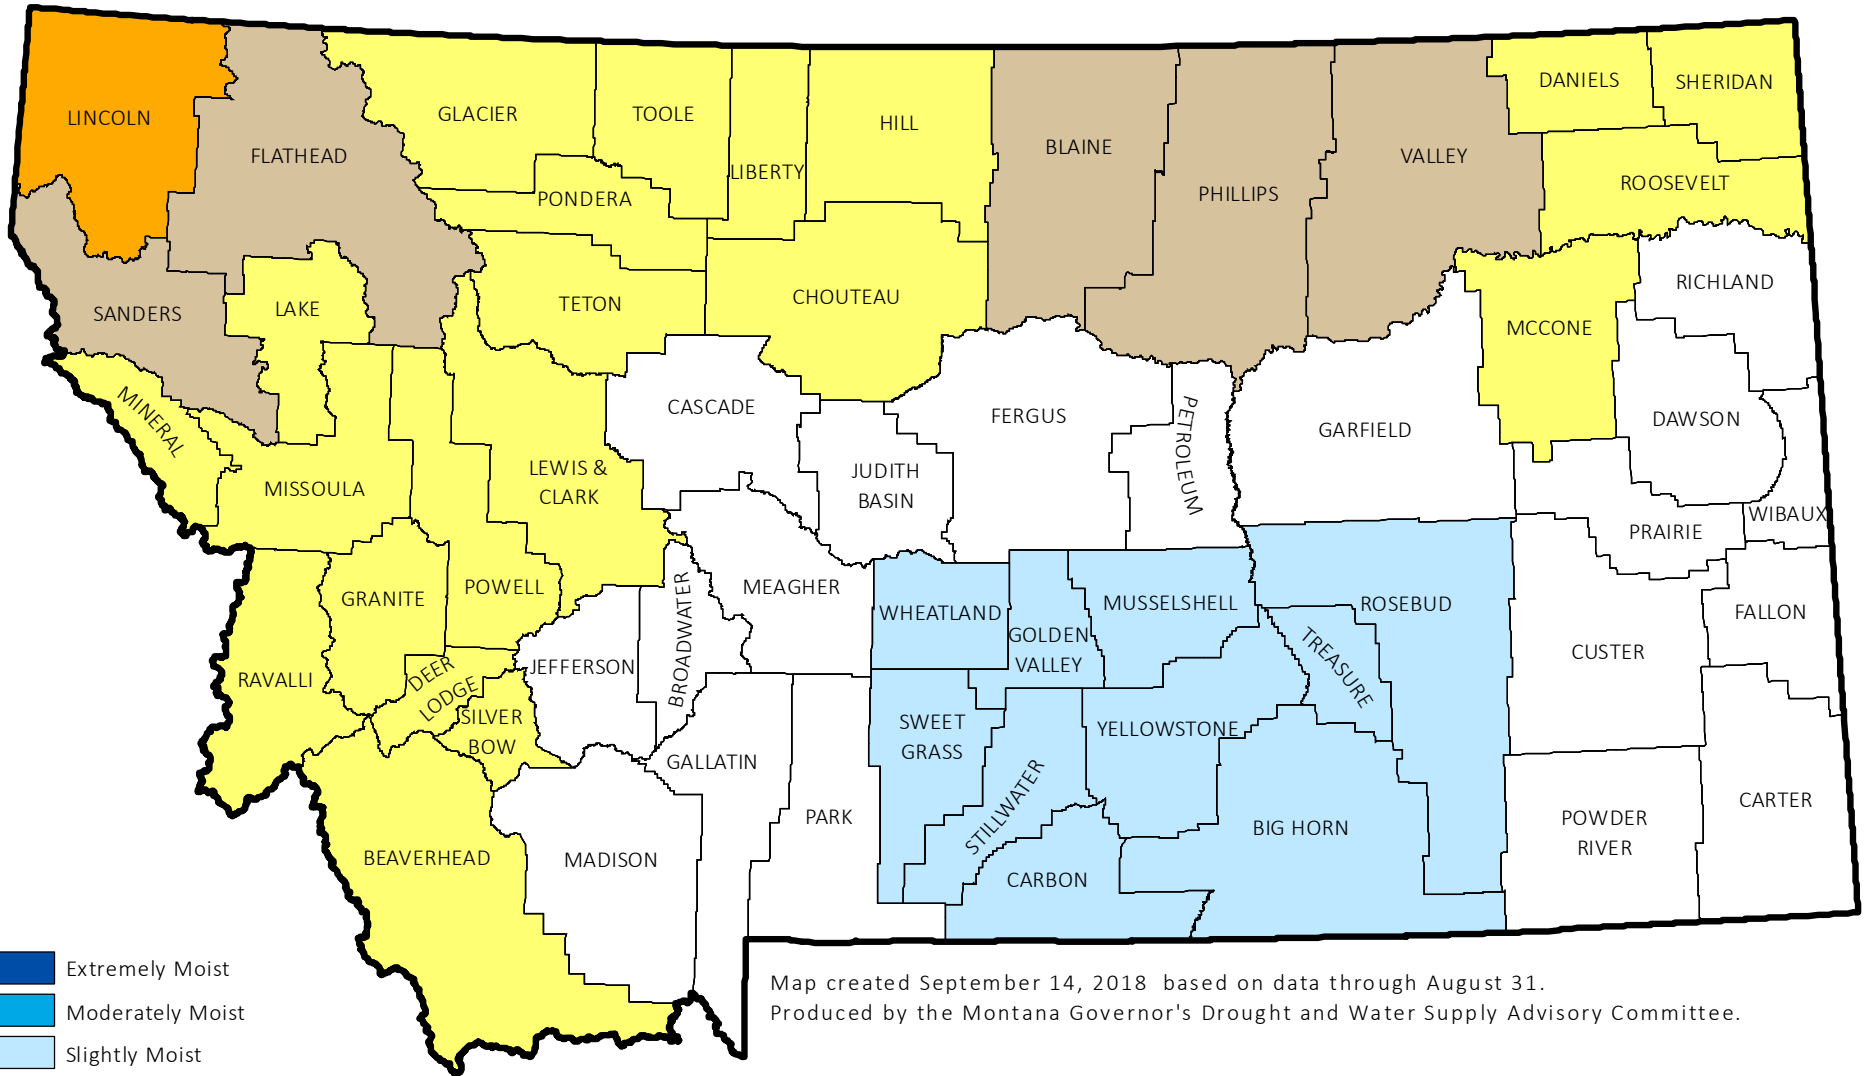 DANIELS
SHERIDAN
LINCOLN
GLACIER
TOOLE
HILL
BLAINE
FLATHEAD
VALLEY
LIBERTY
PHILLIPS
ROOSEVELT
PONDERA
RICHLAND
SANDERS
LAKE
TETON
CHOUTEAU
MCCONE
MINERAL
CASCADE
FERGUS
PETROLEUM
GARFIELD
DAWSON
MISSOULA
LEWIS &
CLARK
JUDITH
BASIN
WIBAUX
PRAIRIE
GRANITE
POWELL
BROADWATER
MEAGHER
WHEATLAND
GOLDEN
VALLEY
MUSSELSHELL
ROSEBUD
TREASURE
FALLON
CUSTER
RAVALLI
DEER
LODGE
JEFFERSON
SILVER
BOW
SWEET
GRASS
YELLOWSTONE
GALLATIN
STILLWATER
PARK
BIG HORN
POWDER
RIVER
CARTER
BEAVERHEAD
MADISON
CARBON
Extremely Moist
Moderately Moist
Slightly Moist
Map created September 14, 2018 based on data through August 31.
Produced by the Montana Governor's Drought and Water Supply Advisory Committee.